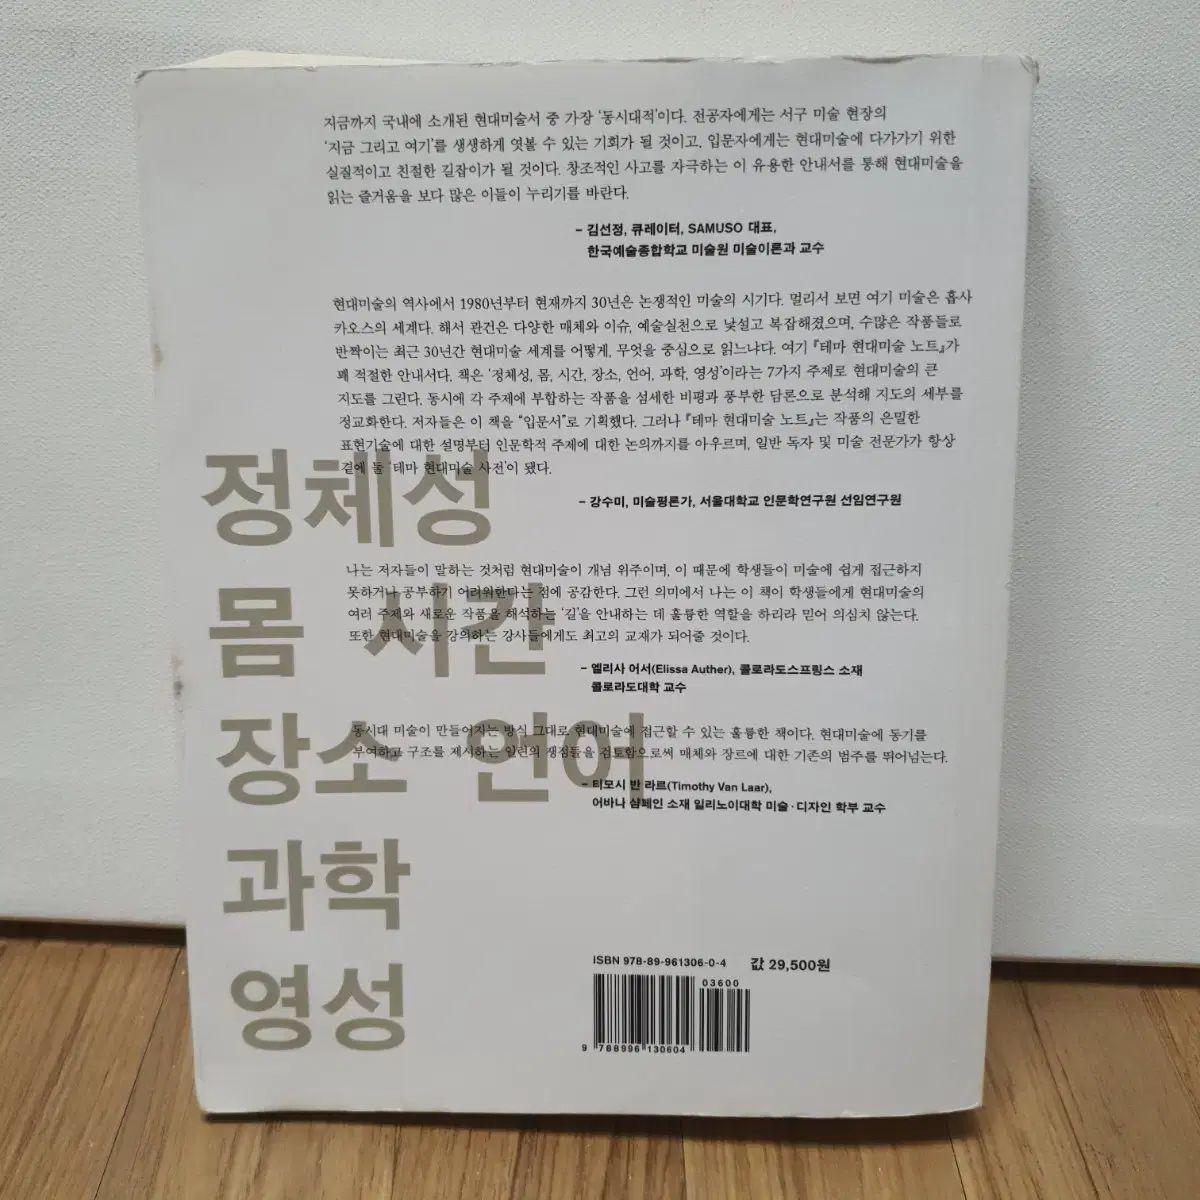 지금까지 국내에 소개된 현대미술서 중 가장 ‘동시대적’이다. 전공자에게는 서구 미술 현장의
‘지금 그리고 여기’를 생생하게 엿볼 수 있는 기회가 될 것이고, 입문자에게는 현대미술에 다가가기 위한
실질적이고 친절한 길잡이가 될 것이다. 창조적인 사고를 자극하는 이 유용한 안내서를 통해 현대미술을
읽는 즐거움을 보다 많은 이들이 누리기를 바란다.
– 김선정, 큐레이터, SAMUSO 대표,
한국예술종합학교 미술원 미술이론과 교수
현대미술의 역사에서 1980년부터 현재까지 30년은 논쟁적인 미술의 시기다. 멀리서 보면 여기 미술은 흡사
카오스의 세계다. 해서 관건은 다양한 매체와 이슈, 예술실천으로 낯설고 복잡해졌으며, 수많은 작품들로
반짝이는 최근 30년간 현대미술 세계를 어떻게, 무엇을 중심으로 읽느냐다. 여기 『테마 현대미술 노트』가
꽤 적절한 안내서다. 책은 ‘정체성, 몸, 시간, 장소, 언어, 과학, 영성’이라는 7가지 주제로 현대미술의 큰
지도를 그린다. 동시에 각 주제에 부합하는 작품을 섬세한 비평과 풍부한 담론으로 분석해 지도의 세부를
정교화한다. 저자들은 이 책을 “입문서”로 기획했다. 그러나 『테마 현대미술 노트』는 작품의 은밀한
표현기술에 대한 설명부터 인문학적 주제에 대한 논의까지를 아우르며, 일반 독자 및 미술 전문가가 항상
곁에 둘 ‘테마 현대미술 사전’이 됐다.
– 강수미, 미술평론가, 서울대학교 인문학연구원 선임연구원
나는 저자들이 말하는 것처럼 현대미술이 개념 위주이며, 이 때문에 학생들이 미술에 쉽게 접근하지
못하거나 공부하기 어려워한다는 점에 공감한다. 그런 의미에서 나는 이 책이 학생들에게 현대미술의
여러 주제와 새로운 작품을 해석하는 ‘길’을 안내하는 데 훌륭한 역할을 하리라 믿어 의심치 않는다.
또한 현대미술을 강의하는 강사들에게도 최고의 교재가 되어줄 것이다.
– 엘리사 어서(Elissa Auther), 콜로라도스프링스 소재
콜로라도대학 교수
동시대 미술이 만들어지는 방식 그대로 현대미술에 접근할 수 있는 훌륭한 책이다. 현대미술에 동기를
부여하고 구조를 제시하는 일련의 쟁점들을 검토함으로써 매체와 장르에 대한 기존의 범주를 뛰어넘는다.
– 티모시 반 라르(Timothy Van Laar),
어바나 샴페인 소재 일리노이대학 미술·디자인 학부 교수
정체성
몸 시간
장소 언어
과학
영성
ISBN 978-89-961306-0-4 값 29,500원
03600
9 788996 130604